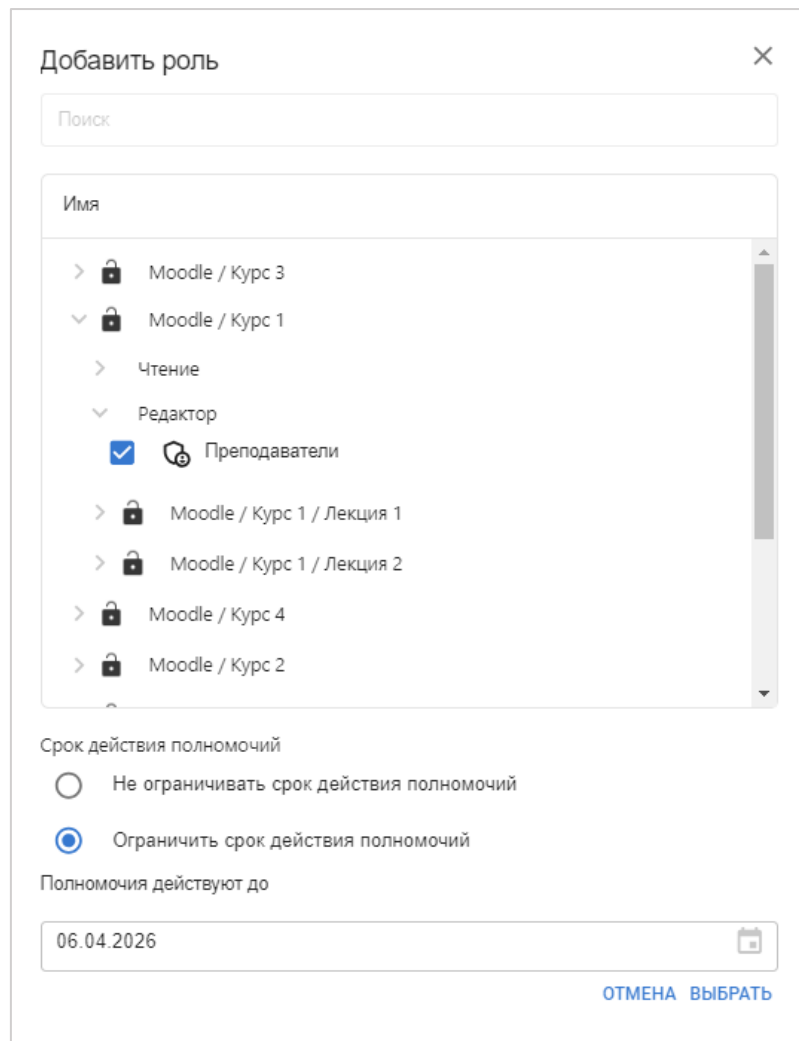 Добавить роль
Поиск
Имя
Moodle / Курс 3
Moodle / Курс 1
Чтение
Редактор
Преподаватели
Moodle / Курс 1 / Лекция 1
Moodle / Курс 1 / Лекция 2
Moodle / Курс 4
Moodle / Курс 2
Срок действия полномочий
Не ограничивать срок действия полномочий
Ограничить срок действия полномочий
Полномочия действуют до
06.04.2026
ОТМЕНА ВЫБРАТЬ